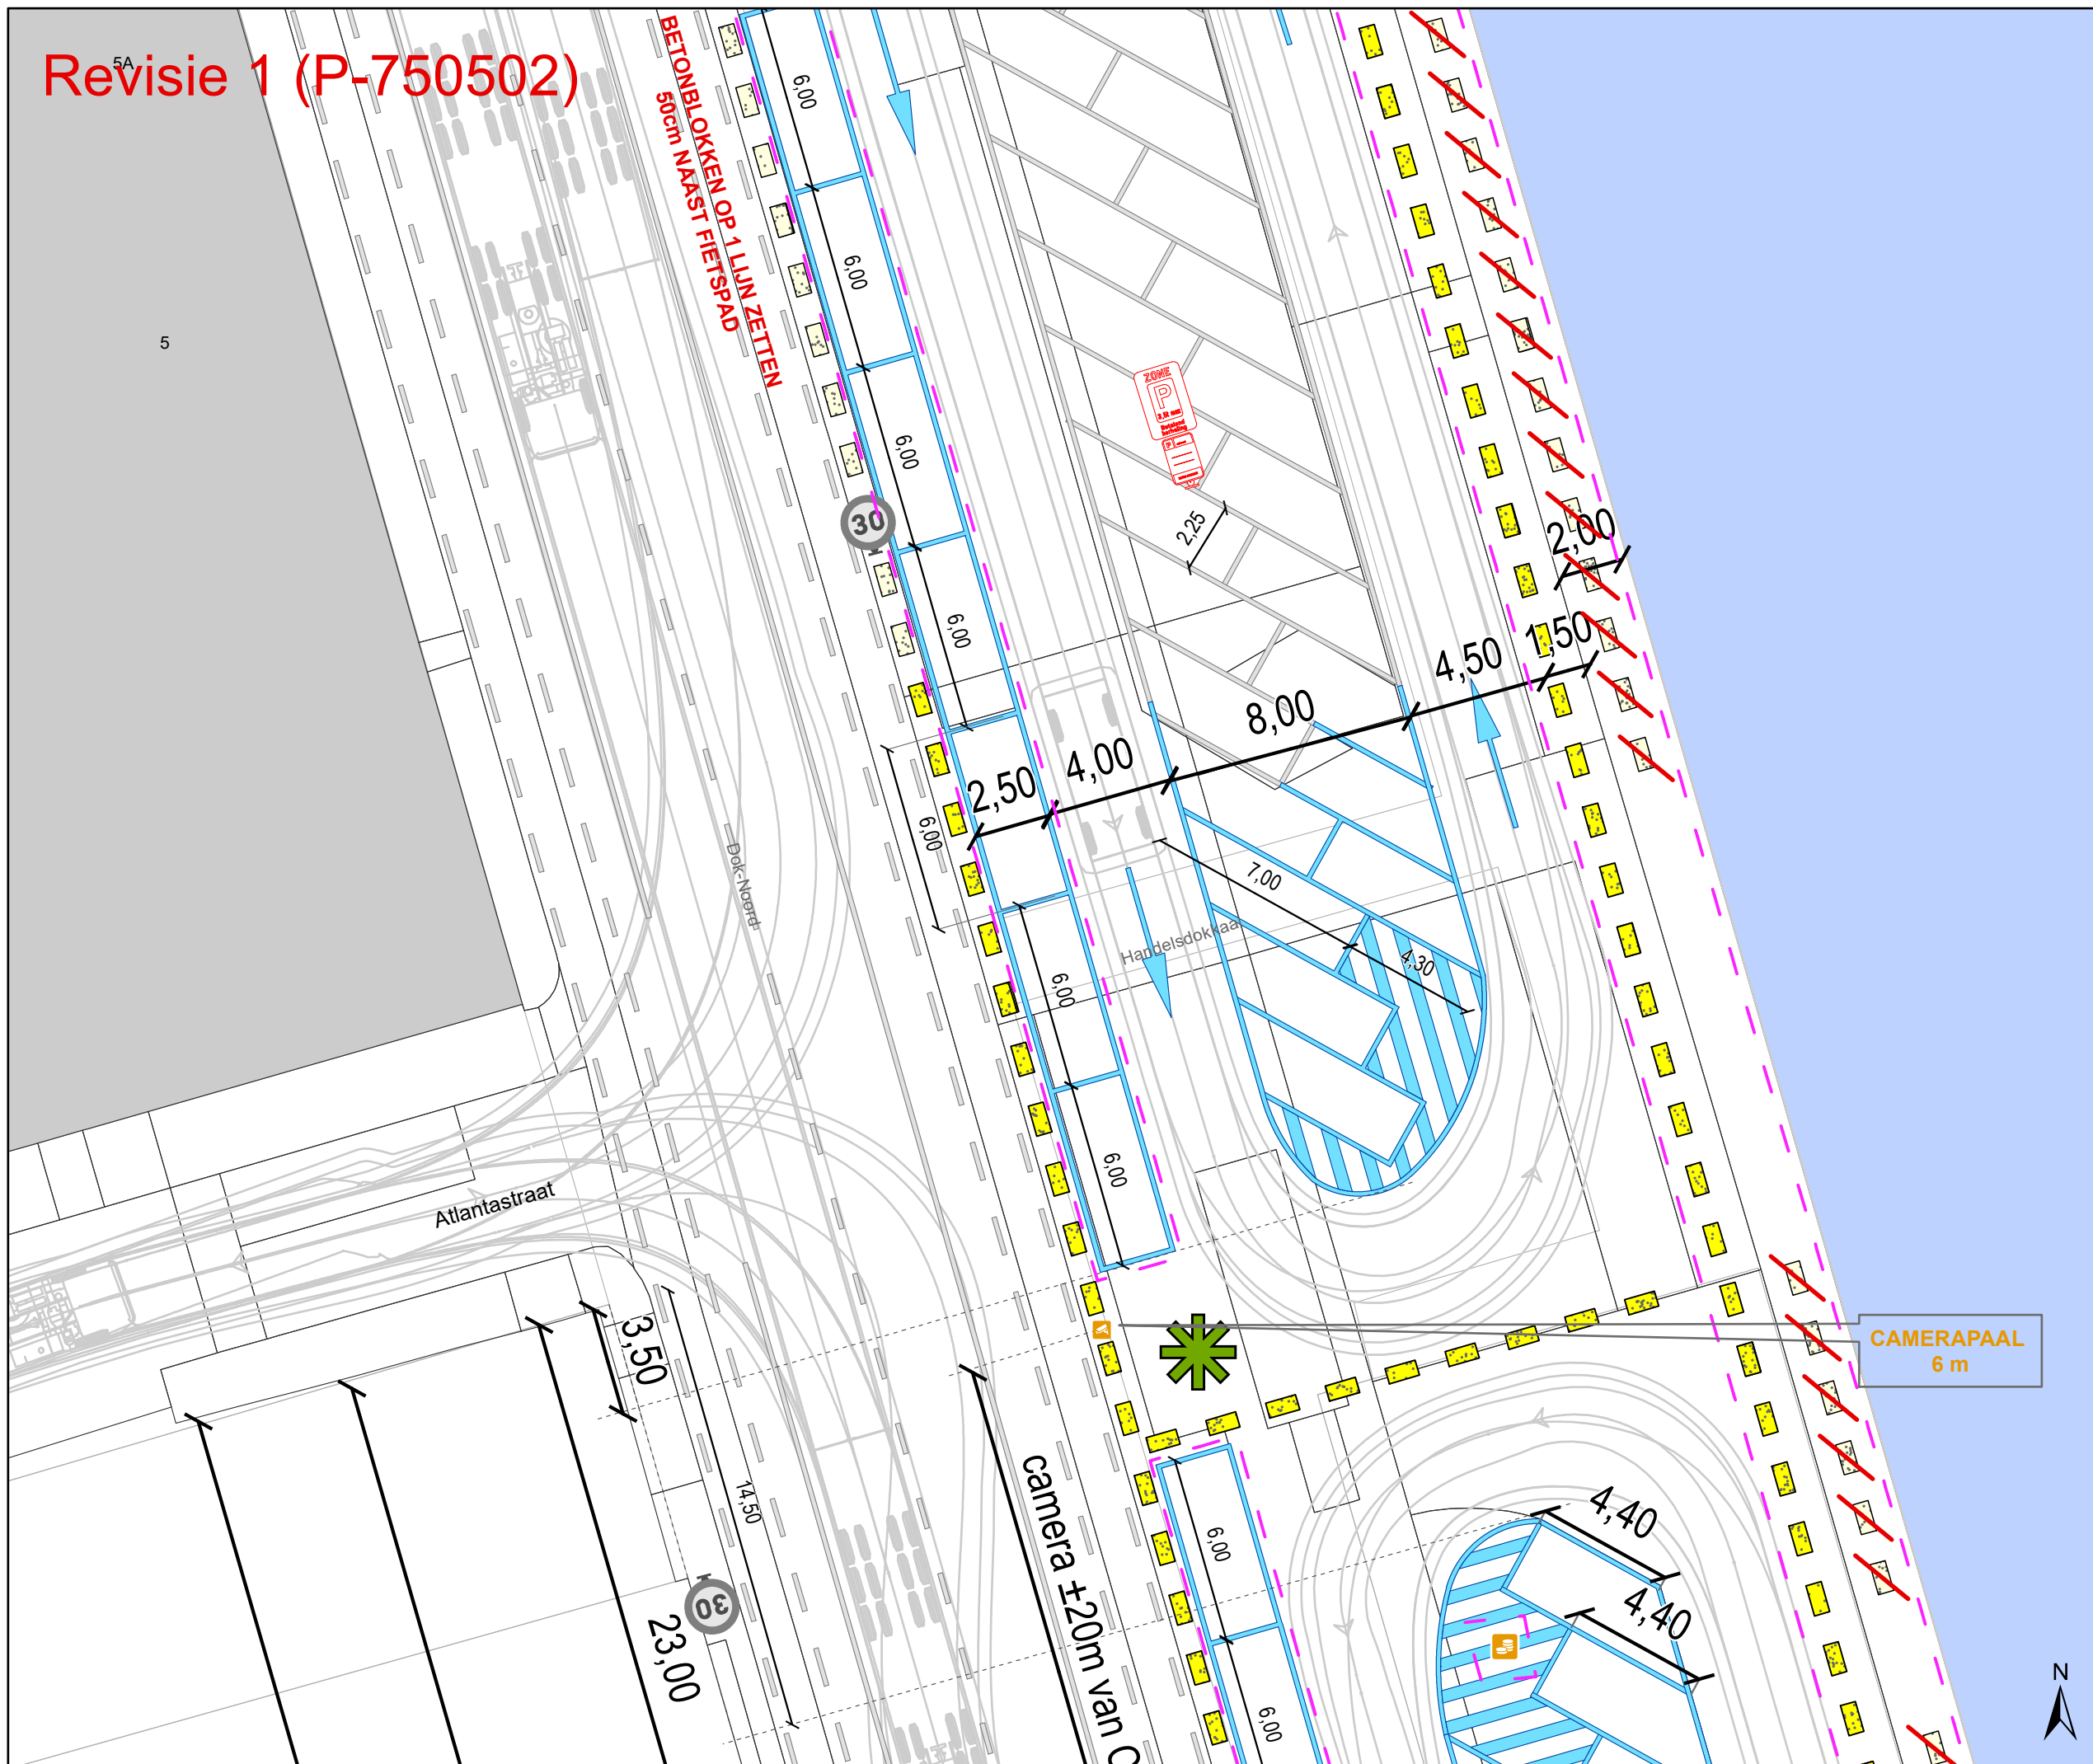 Revisie 1 (P-750502)
5A
5
BETONBLOKKEN OP 1 LIJN ZETTEN
50cm NAAST FIETSPAD
6,00
6,00
6,00
6,00
30
ZONE
P
2,25
2,00
1,50
4,50
8,00
4,00
2,50
6,00
7,00
4,30
Dok-Noord
Handelsdokkaai
6,00
6,00
Atlantastraat
3,50
14,50
23,00
30
camera ±20m van
CAMERAPAAL
6 m
6,00
6,00
4,40
4,40
N